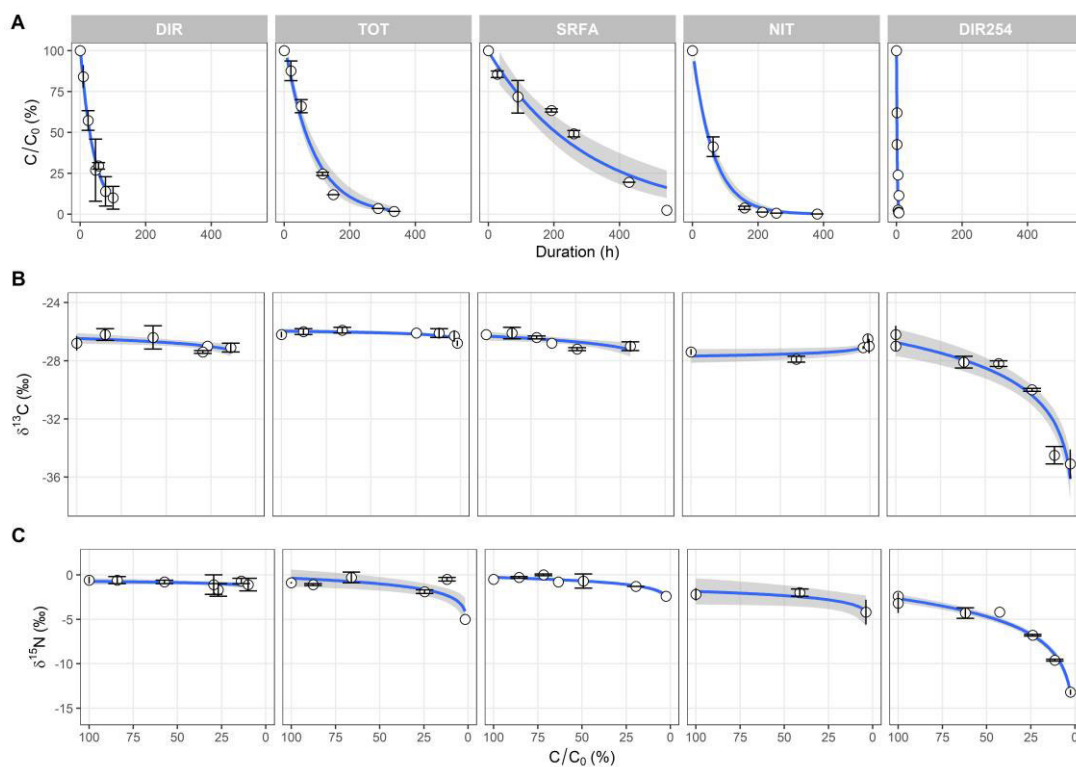 A
DIR TOT SRFA NIT DIR254
C/C₀ (%)
100
75
50
25
0
0 200 400 0 200 400 0 200 400 0 200 400 0 200 400
Duration (h)
B
δ¹³C (‰)
-24
-28
-32
-36
C
δ¹⁵N (‰)
0
-5
-10
-15
100 75 50 25 0 100 75 50 25 0 100 75 50 25 0 100 75 50 25 0 100 75 50 25 0
C/C₀ (%)